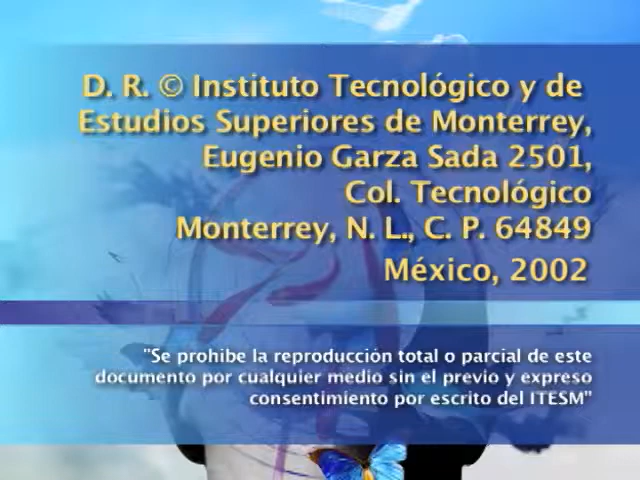 D. R. © Instituto Tecnológico y de
Estudios Superiores de Monterrey,
Eugenio Garza Sada 2501,
Col. Tecnológico
Monterrey, N. L., C. P. 64849
México, 2002
"Se prohibe la reproducción total o parcial de este
documento por cualquier medio sin el previo y expreso
consentimiento por escrito del ITESM"